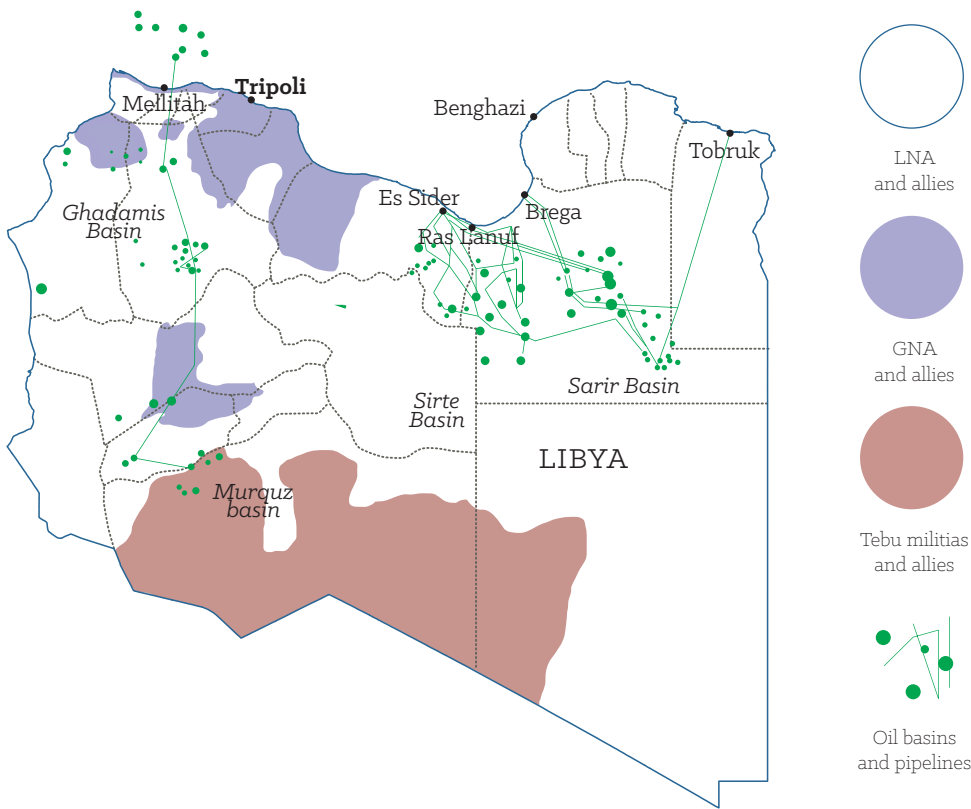 Tripoli
Mellitah
Benghazi
Tobruk
Es Sider
Brega
Ghadamis
Basin
Ras Lanuf
Sarir Basin
Sirte
Basin
LIBYA
Murquz
basin
LNA
and allies
GNA
and allies
Tebu militias
and allies
Oil basins
and pipelines